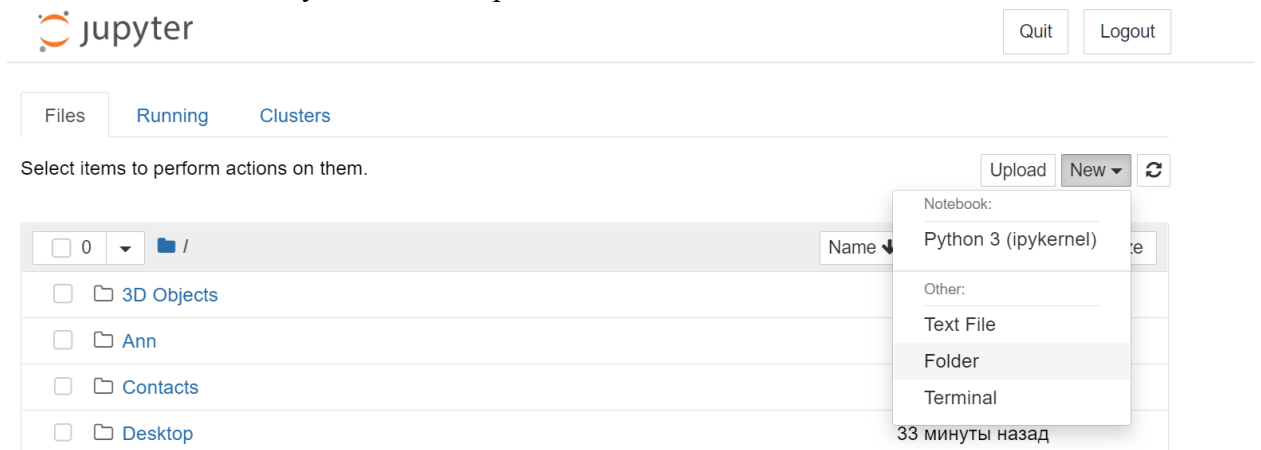 jupyter
Quit
Logout
Files
Running
Clusters
Select items to perform actions on them.
Upload
New
Notebook:
Python 3 (ipykernel)
Other:
Text File
Folder
Terminal
0
/
Name
3D Objects
Ann
Contacts
Desktop
33 минуты назад